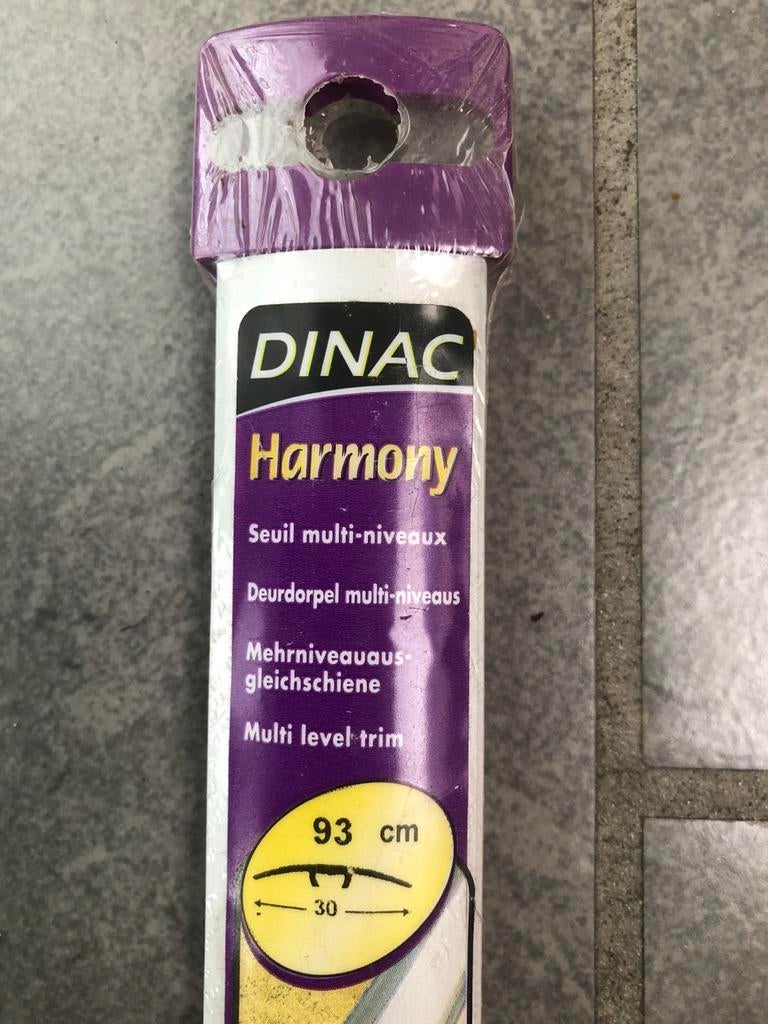 DINAC
Harmony
Seuil multi-niveaux
Deurdorpel multi-niveaus
Mehrniveauaus-
gleichschiene
Multi level trim
93 cm
30